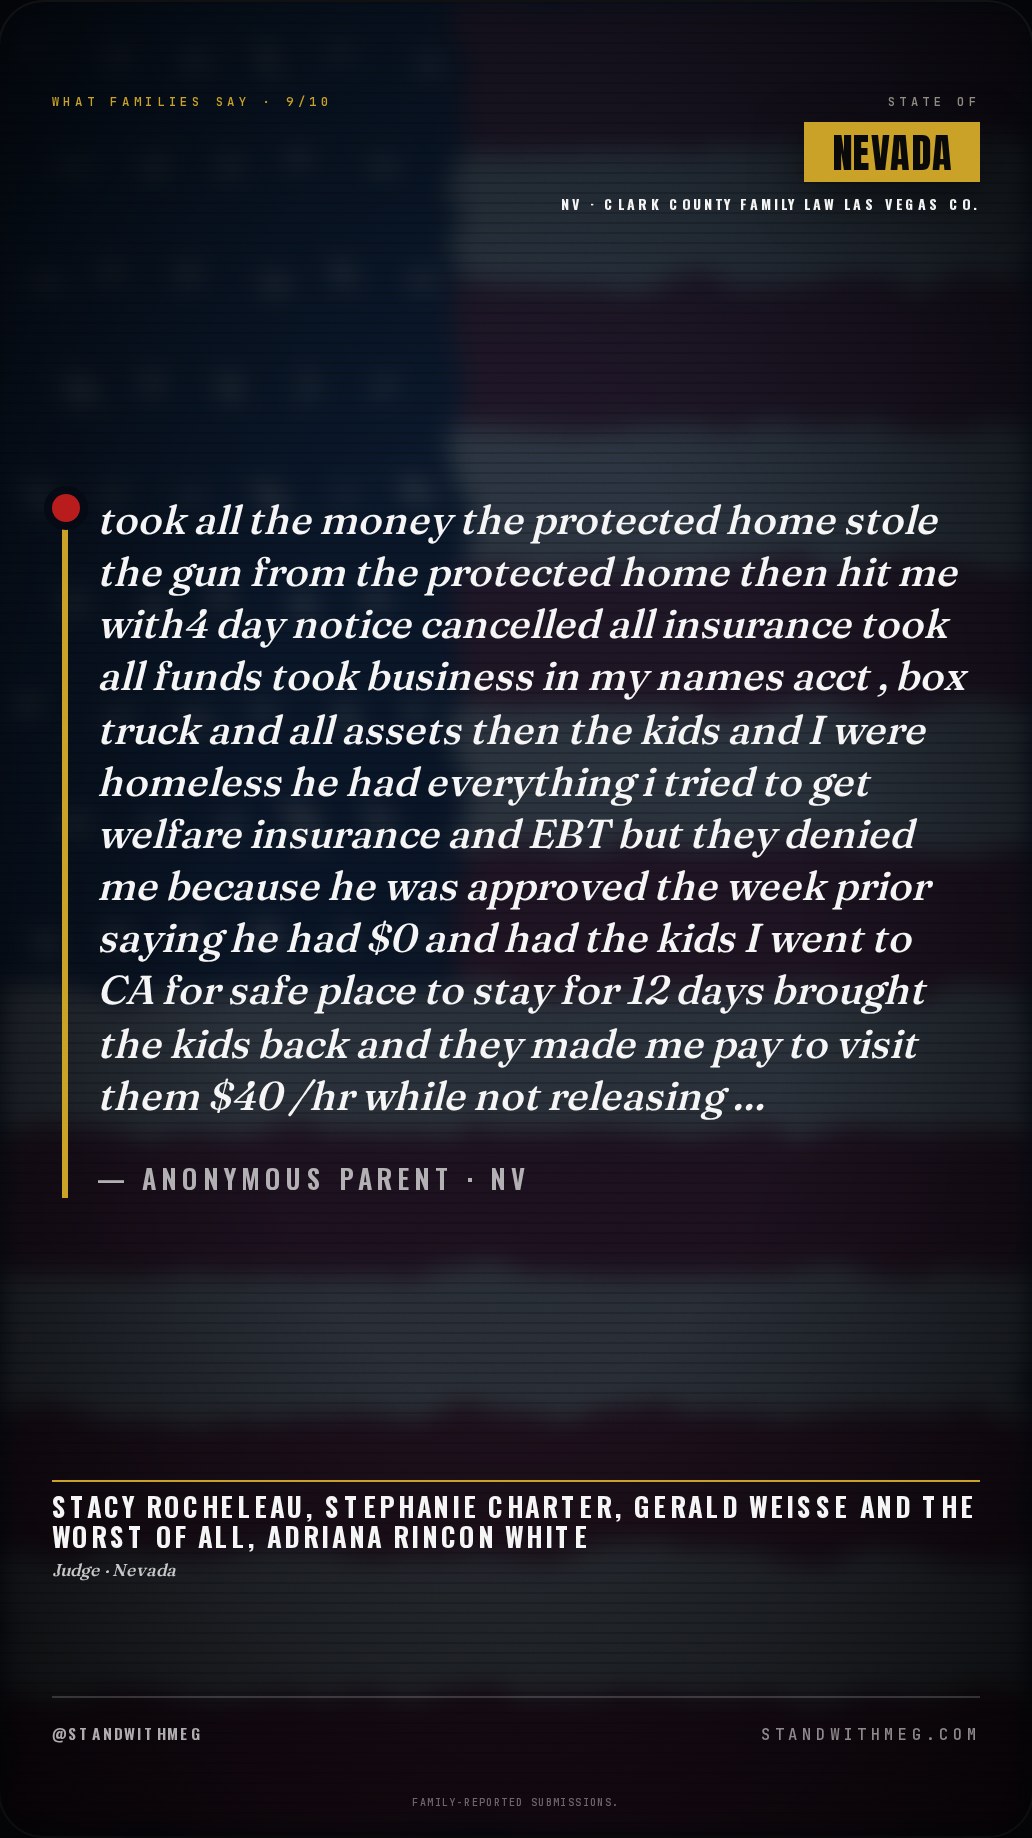 WHAT FAMILIES SAY · 9/10
STATE OF
NEVADA
NV · CLARK COUNTY FAMILY LAW LAS VEGAS CO.
took all the money the protected home stole
the gun from the protected home then hit me
with4 day notice cancelled all insurance took
all funds took business in my names acct , box
truck and all assets then the kids and I were
homeless he had everything i tried to get
welfare insurance and EBT but they denied
me because he was approved the week prior
saying he had $0 and had the kids I went to
CA for safe place to stay for 12 days brought
the kids back and they made me pay to visit
them $40 /hr while not releasing ...
— ANONYMOUS PARENT · NV
STACY ROCHELEAU, STEPHANIE CHARTER, GERALD WEISSE AND THE
WORST OF ALL, ADRIANA RINCON WHITE
Judge · Nevada
@STANDWITHMEG
STANDWITHMEG.COM
FAMILY-REPORTED SUBMISSIONS.